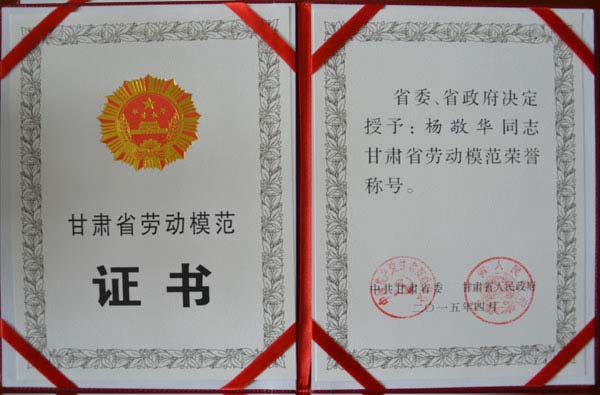 甘肃省劳动模范
证书
省委、省政府决定
授予：杨敬华同志
甘肃省劳动模范荣誉
称号。
中共甘肃省委 甘肃省人民政府
二〇一五年四月